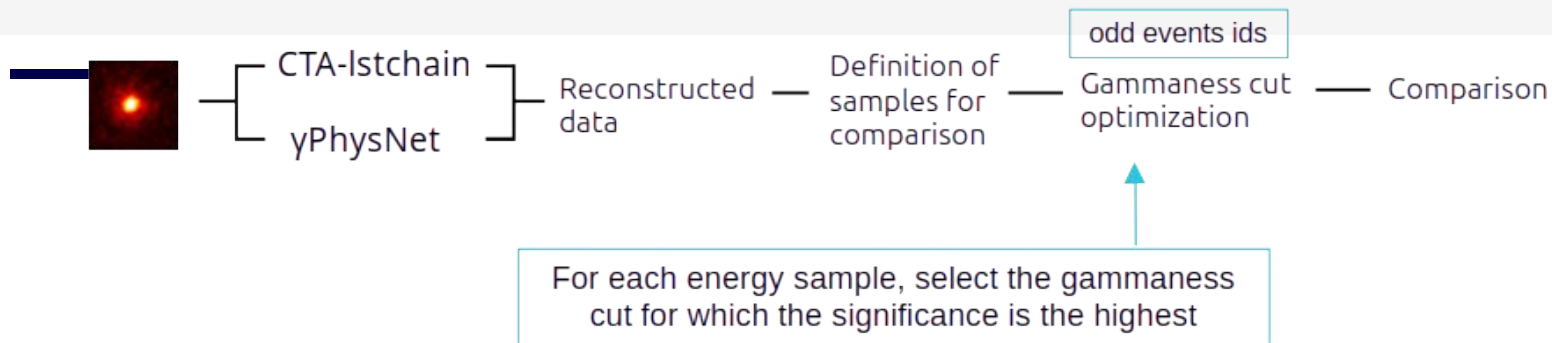 odd events ids
CTA-lstchain
γPhysNet
Reconstructed
data
Definition of
samples for
comparison
Gammaness cut
optimization
Comparison
For each energy sample, select the gammaness
cut for which the significance is the highest